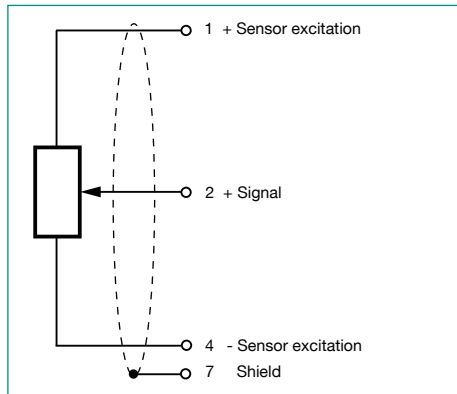 1 + Sensor excitation
2 + Signal
4 - Sensor excitation
7 Shield